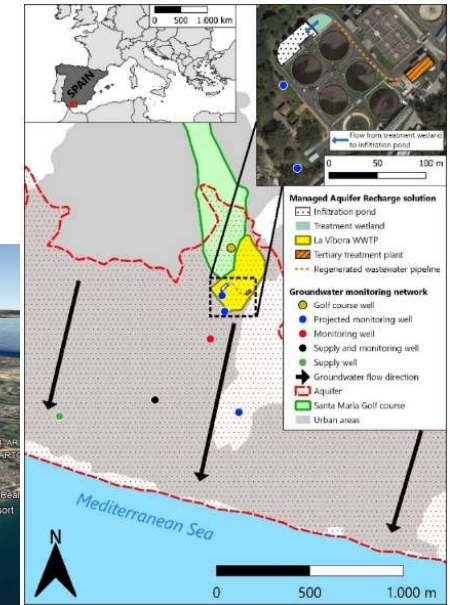 0 500 1.000 km
SPAIN
Flow from treatment wetland
to infiltration pond
0 50 100 m
Managed Aquifer Recharge solution
Infiltration pond
Treatment wetland
La Víbora WWTP
Tertiary treatment plant
Regenerated wastewater pipeline
Groundwater monitoring network
Golf course well
Projected monitoring well
Monitoring well
Supply and monitoring well
Supply well
Groundwater flow direction
Aquifer
Santa Maria Golf course
Urban areas
Mediterranean Sea
N
0 500 1.000 m